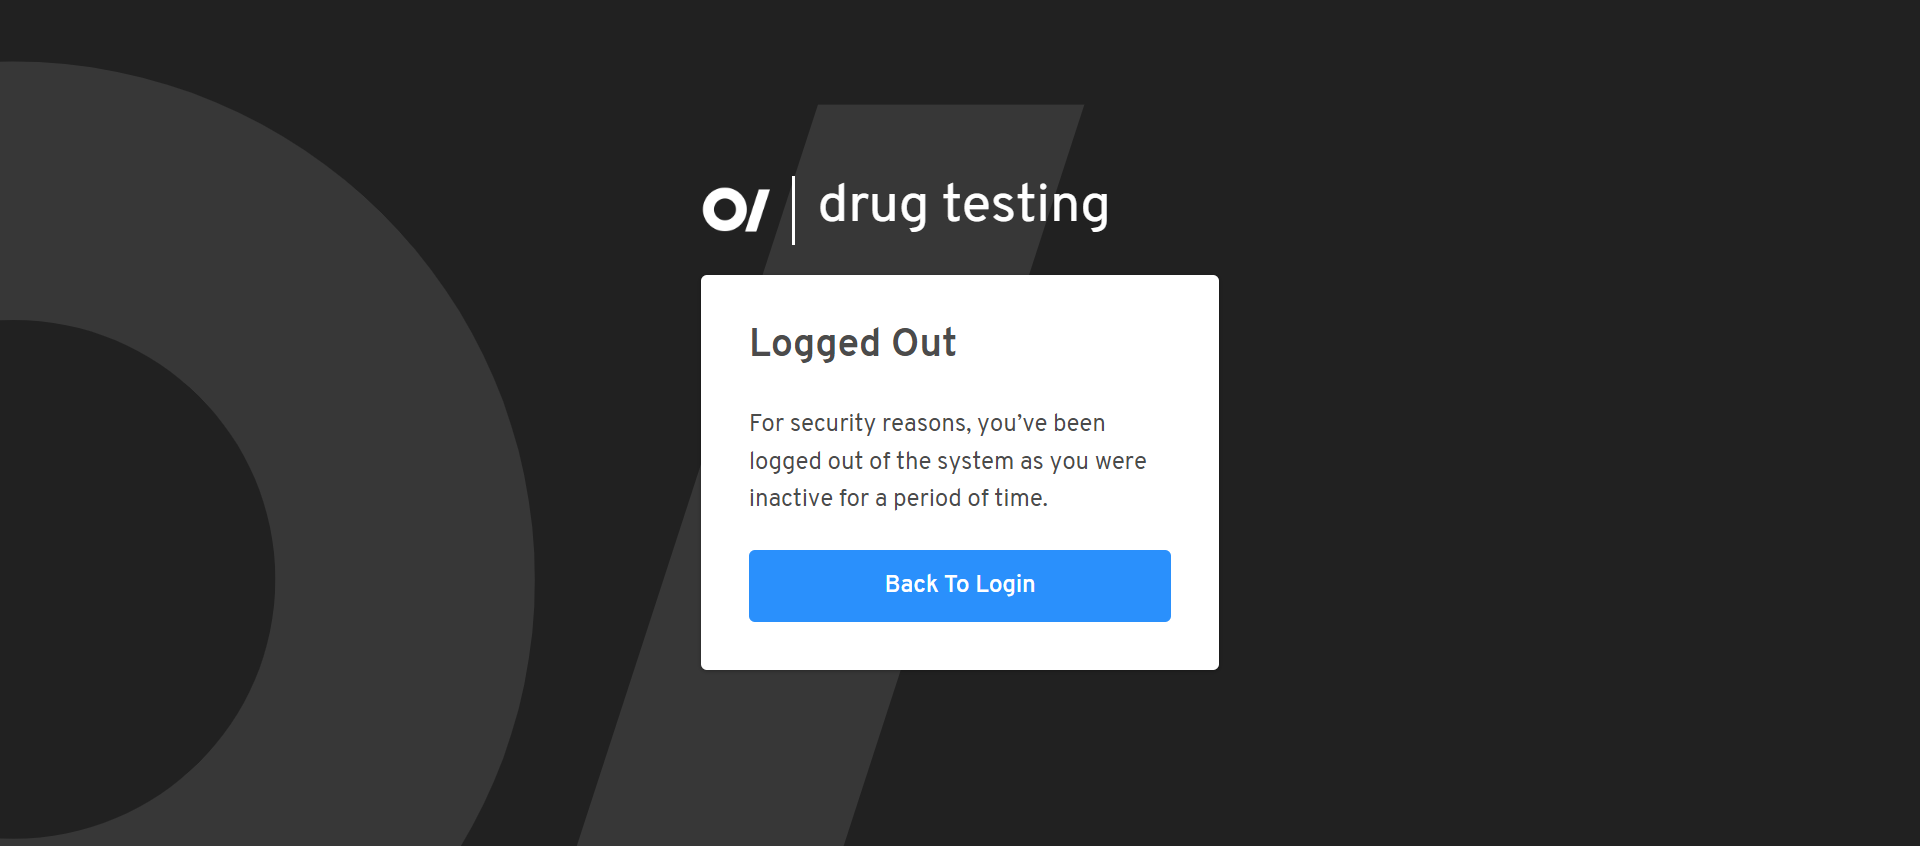 O/ drug testing
Logged Out
For security reasons, you’ve been
logged out of the system as you were
inactive for a period of time.
Back To Login